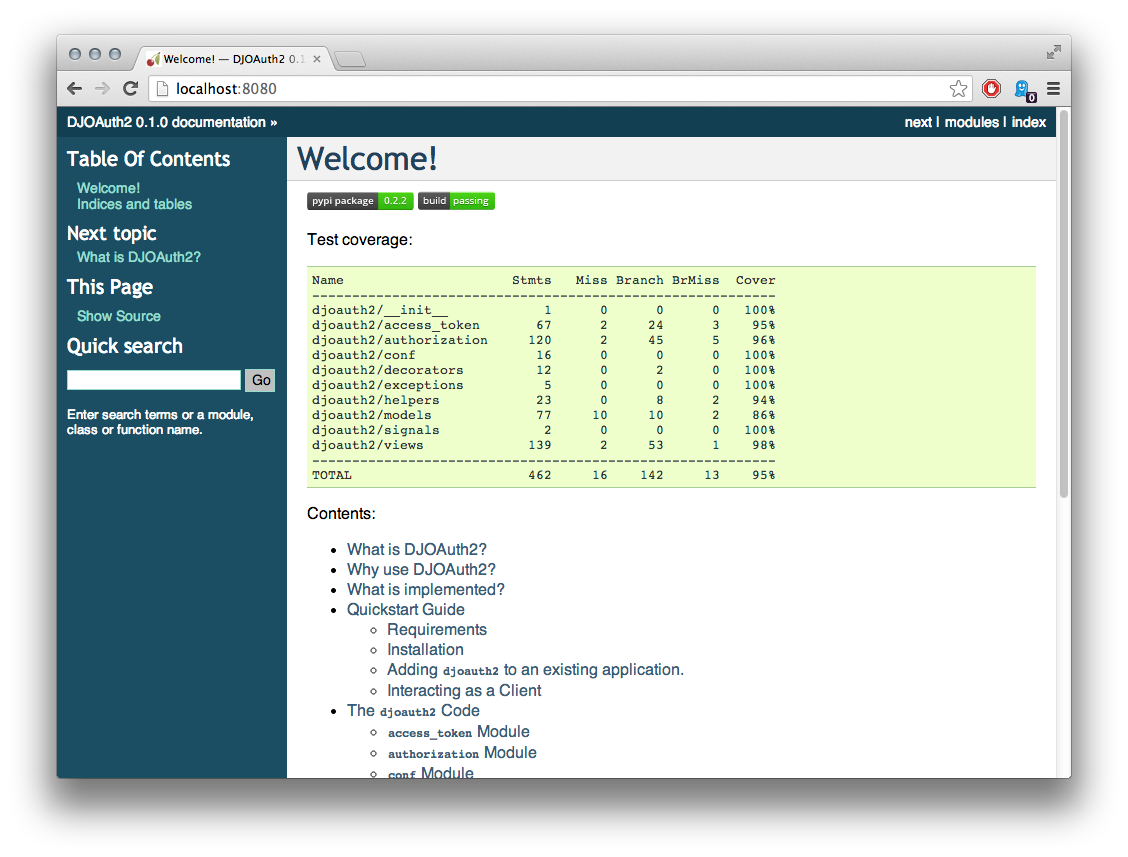 Welcome! — DJOAuth2 0.1
localhost:8080
0
DJOAuth2 0.1.0 documentation »
next | modules | index
Table Of Contents
Welcome!
Indices and tables
Next topic
What is DJOAuth2?
This Page
Show Source
Quick search
Go
Enter search terms or a module,
class or function name.
Welcome!
pypi package 0.2.2 build passing
Test coverage:
Name Stmts Miss Branch BrMiss Cover
----------------------------------------------------------
djoauth2/__init__ 1 0 0 0 100%
djoauth2/access_token 67 2 24 3 95%
djoauth2/authorization 120 2 45 5 96%
djoauth2/conf 16 0 0 0 100%
djoauth2/decorators 12 0 2 0 100%
djoauth2/exceptions 5 0 0 0 100%
djoauth2/helpers 23 0 8 2 94%
djoauth2/models 77 10 10 2 86%
djoauth2/signals 2 0 0 0 100%
djoauth2/views 139 2 53 1 98%
----------------------------------------------------------
TOTAL 462 16 142 13 95%
Contents:
• What is DJOAuth2?
• Why use DJOAuth2?
• What is implemented?
• Quickstart Guide
◦ Requirements
◦ Installation
◦ Adding djoauth2 to an existing application.
◦ Interacting as a Client
• The djoauth2 Code
◦ access_token Module
◦ authorization Module
◦ conf Module